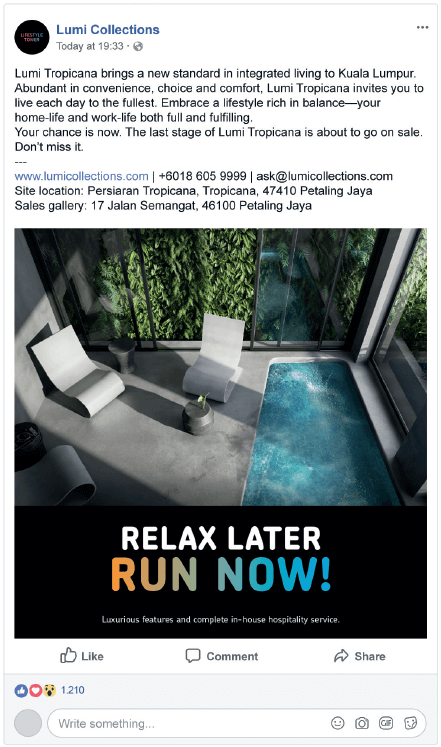 LIFESTYLE
TOWER
Lumi Collections
Today at 19:33 ·
Lumi Tropicana brings a new standard in integrated living to Kuala Lumpur.
Abundant in convenience, choice and comfort, Lumi Tropicana invites you to
live each day to the fullest. Embrace a lifestyle rich in balance—your
home-life and work-life both full and fulfilling.
Your chance is now. The last stage of Lumi Tropicana is about to go on sale.
Don't miss it.
---
www.lumicollections.com | +6018 605 9999 | ask@lumicollections.com
Site location: Persiaran Tropicana, Tropicana, 47410 Petaling Jaya
Sales gallery: 17 Jalan Semangat, 46100 Petaling Jaya
RELAX LATER
RUN NOW!
Luxurious features and complete in-house hospitality service.
Like Comment Share
1.210
Write something...
GIF